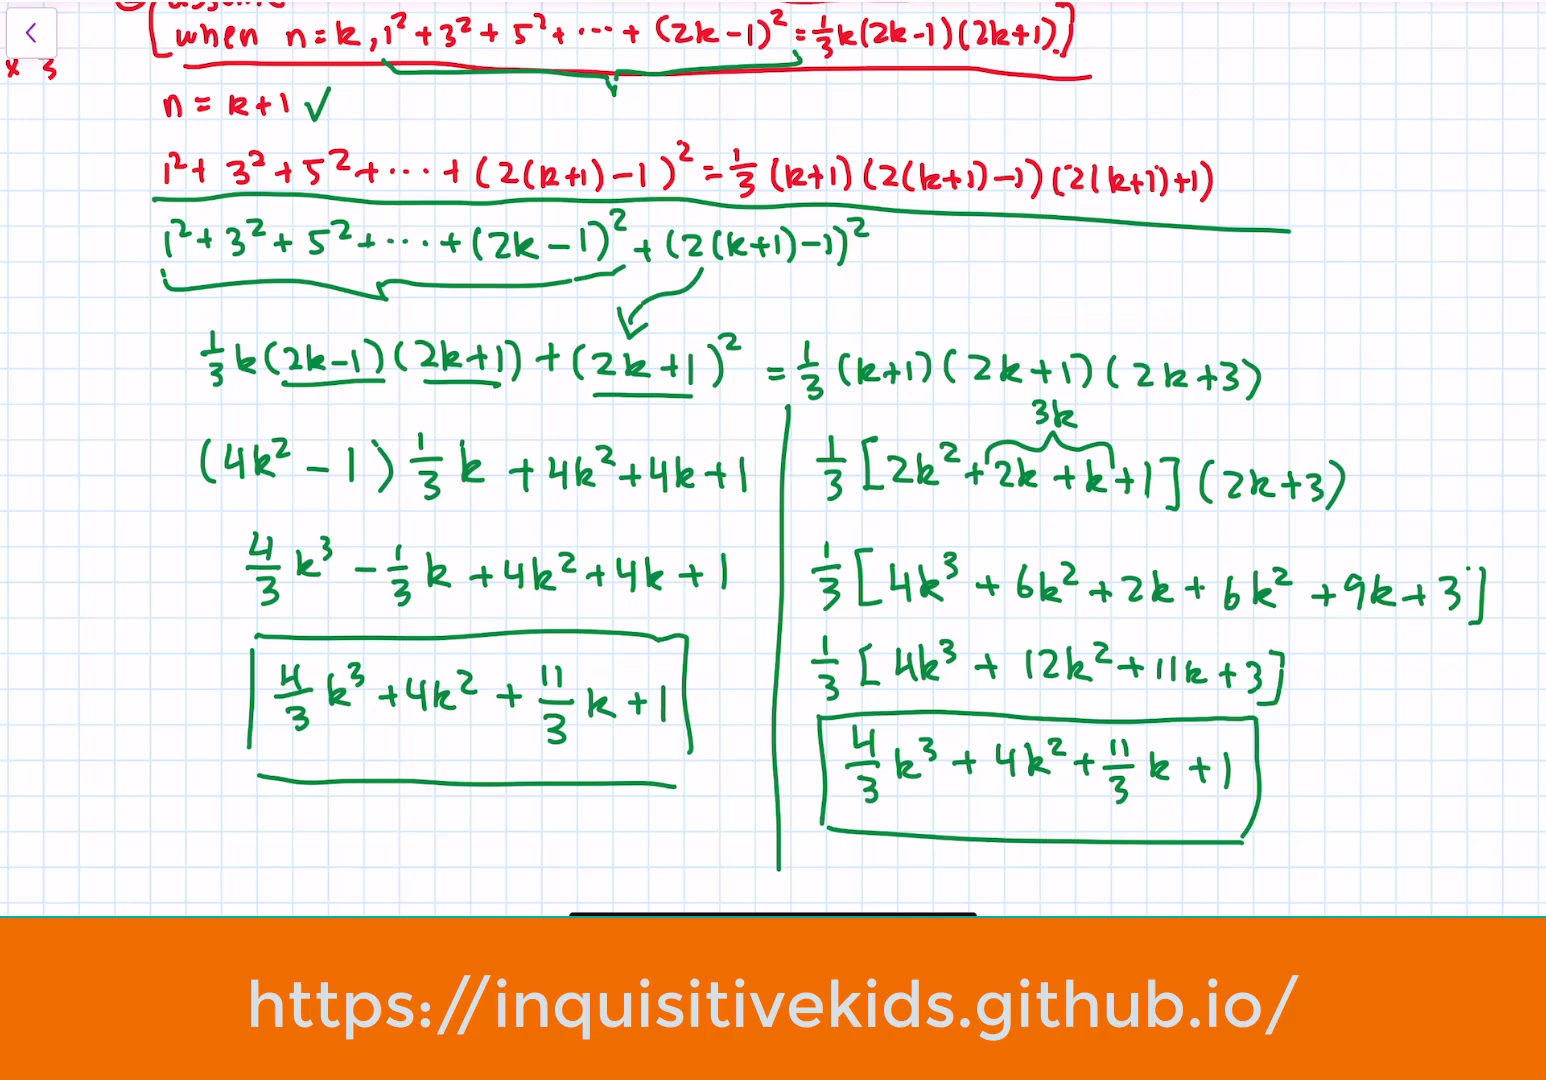 assume
[when n=k, 1²+3²+5²+⋯+(2k-1)²=⅓k(2k-1)(2k+1).]
× 3
n = k+1 ✓
1²+3²+5²+⋯+(2(k+1)-1)²=⅓(k+1)(2(k+1)-1)(2(k+1)+1)
1²+3²+5²+⋯+(2k-1)²+(2(k+1)-1)²
⅓k(2k-1)(2k+1)+(2k+1)² = ⅓(k+1)(2k+1)(2k+3)
3k
(4k²-1)⅓k+4k²+4k+1
⅓[2k²+2k+k+1](2k+3)
4/3k³-⅓k+4k²+4k+1
⅓[4k³+6k²+2k+6k²+9k+3]
⅓[4k³+12k²+11k+3]
4/3k³+4k²+11/3k+1
4/3k³+4k²+11/3k+1
https://inquisitivekids.github.io/